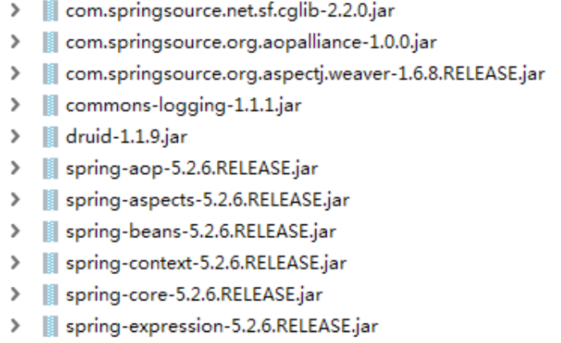 com.springsource.net.sf.cglib-2.2.0.jar
com.springsource.org.aopalliance-1.0.0.jar
com.springsource.org.aspectj.weaver-1.6.8.RELEASE.jar
commons-logging-1.1.1.jar
druid-1.1.9.jar
spring-aop-5.2.6.RELEASE.jar
spring-aspects-5.2.6.RELEASE.jar
spring-beans-5.2.6.RELEASE.jar
spring-context-5.2.6.RELEASE.jar
spring-core-5.2.6.RELEASE.jar
spring-expression-5.2.6.RELEASE.jar